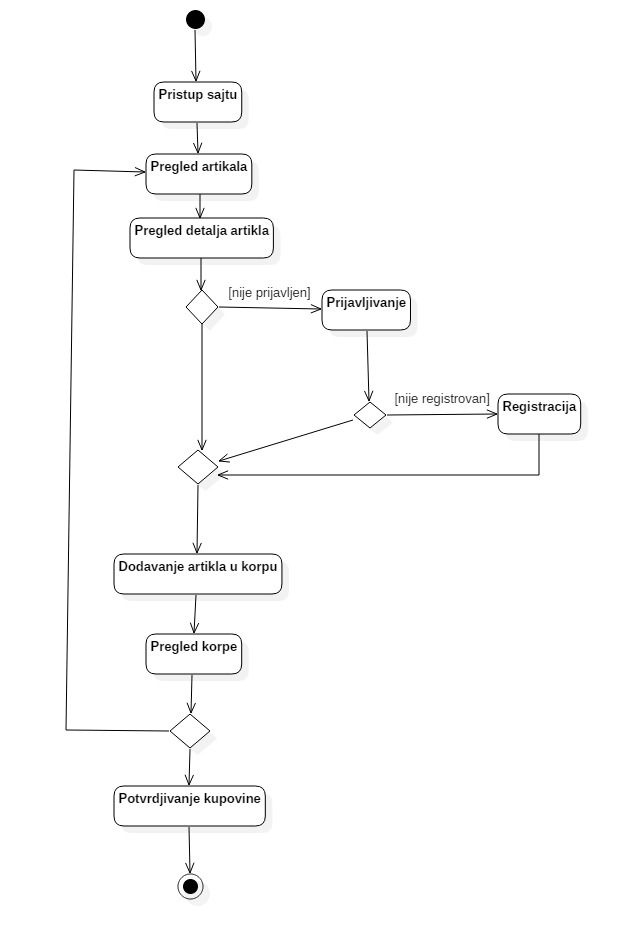 Pristup sajtu
Pregled artikala
Pregled detalja artikla
[nije prijavljen]
Prijavljivanje
[nije registrovan]
Registracija
Dodavanje artikla u korpu
Pregled korpe
Potvrdjivanje kupovine